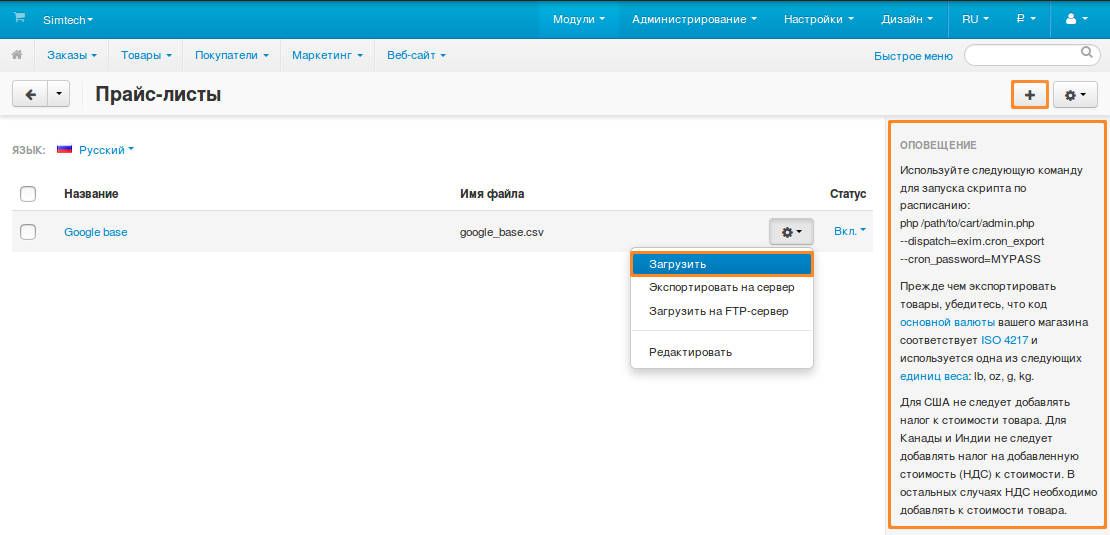 Simtech
Модули
Администрирование
Настройки
Дизайн
RU
₽
Заказы
Товары
Покупатели
Маркетинг
Веб-сайт
Быстрое меню
Прайс-листы
ЯЗЫК: Русский
Название Имя файла Статус
Google base google_base.csv Вкл.
Загрузить
Экспортировать на сервер
Загрузить на FTP-сервер
Редактировать
ОПОВЕЩЕНИЕ
Используйте следующую команду
для запуска скрипта по
расписанию:
php /path/to/cart/admin.php
--dispatch=exim.cron_export
--cron_password=MYPASS
Прежде чем экспортировать
товары, убедитесь, что код
основной валюты вашего магазина
соответствует ISO 4217 и
используется одна из следующих
единиц веса: lb, oz, g, kg.
Для США не следует добавлять
налог к стоимости товара. Для
Канады и Индии не следует
добавлять налог на добавленную
стоимость (НДС) к стоимости. В
остальных случаях НДС необходимо
добавлять к стоимости товара.